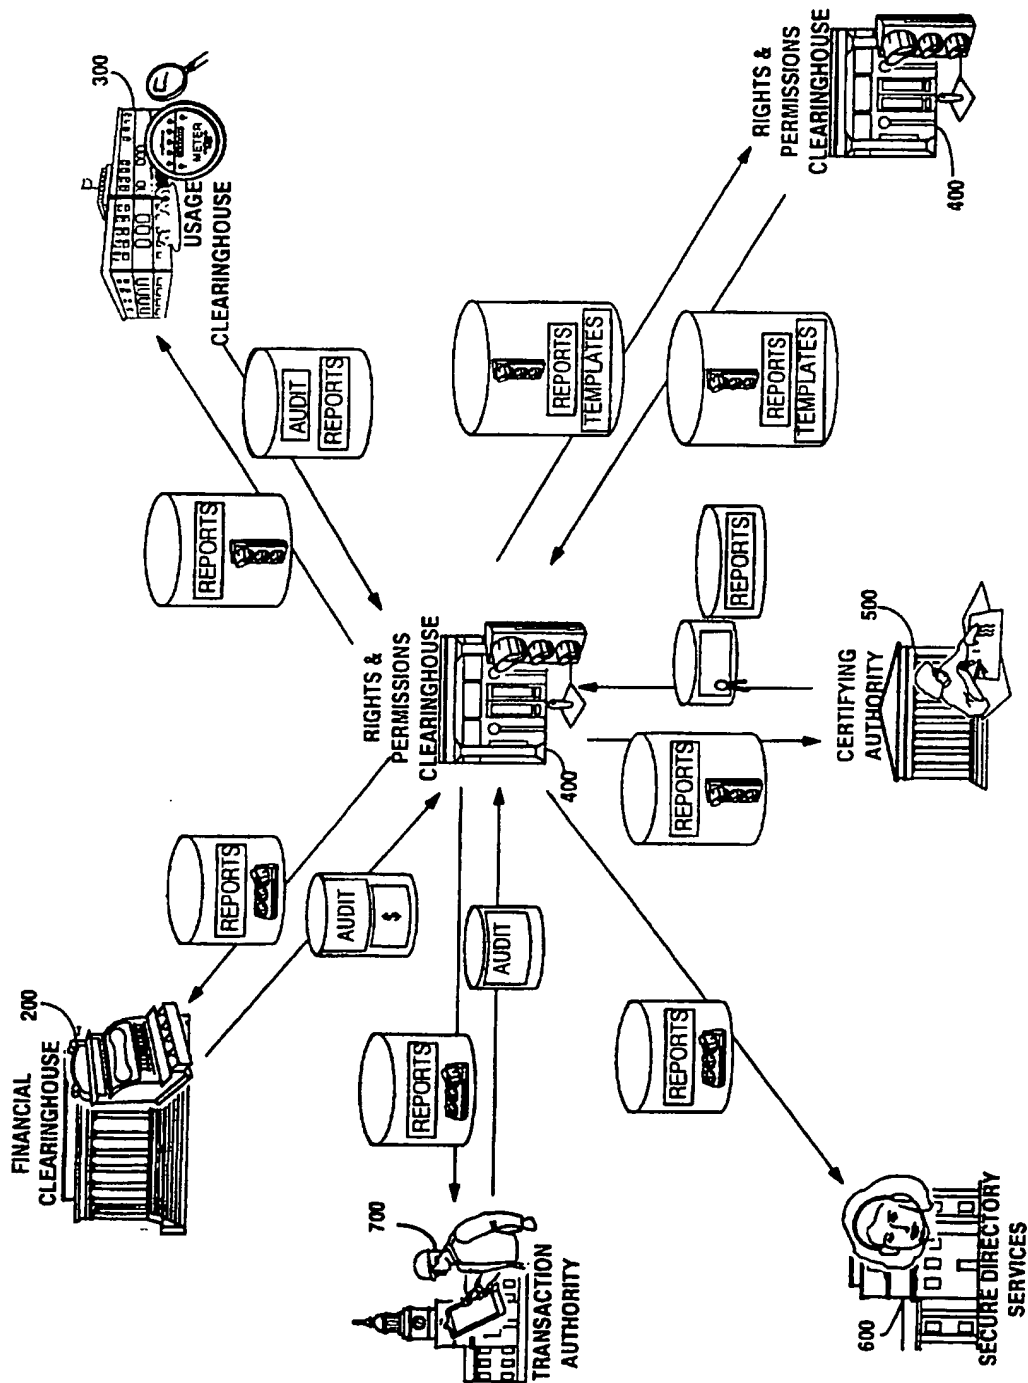 FINANCIAL
CLEARINGHOUSE
200
REPORTS
AUDIT
$
TRANSACTION
AUTHORITY
700
REPORTS
AUDIT
SECURE DIRECTORY
SERVICES
600
REPORTS
RIGHTS &
PERMISSIONS
CLEARINGHOUSE
400
REPORTS
AUDIT
REPORTS
USAGE
CLEARINGHOUSE
METER
300
REPORTS
REPORTS
CERTIFYING
AUTHORITY
500
REPORTS
TEMPLATES
REPORTS
TEMPLATES
RIGHTS &
PERMISSIONS
CLEARINGHOUSE
400